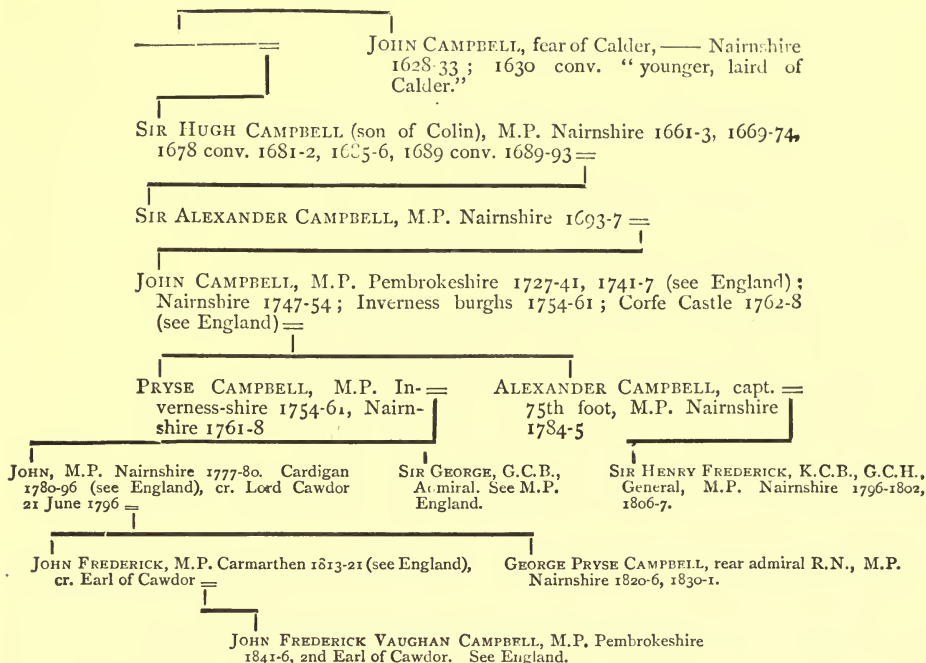 JOHN CAMPBELL, fear of Calder, —— Nairnshire
1628-33 ; 1630 conv. “ younger, laird of
Calder.”
SIR HUGH CAMPBELL (son of Colin), M.P. Nairnshire 1661-3, 1669-74,
1678 conv. 1681-2, 1685-6, 1689 conv. 1689-93 =
SIR ALEXANDER CAMPBELL, M.P. Nairnshire 1693-7 =
JOHN CAMPBELL, M.P. Pembrokeshire 1727-41, 1741-7 (see England) ;
Nairnshire 1747-54 ; Inverness burghs 1754-61 ; Corfe Castle 1762-8
(see England) =
PRYSE CAMPBELL, M.P. In- =
verness-shire 1754-61, Nairn-
shire 1761-8
ALEXANDER CAMPBELL, capt. =
75th foot, M.P. Nairnshire
1784-5
JOHN, M.P. Nairnshire 1777-80. Cardigan
1780-96 (see England), cr. Lord Cawdor
21 June 1796 =
SIR GEORGE, G.C.B.,
Admiral. See M.P.
England.
SIR HENRY FREDERICK, K.C.B., G.C.H.,
General, M.P. Nairnshire 1796-1802,
1806-7.
JOHN FREDERICK, M.P. Carmarthen 1813-21 (see England),
cr. Earl of Cawdor =
GEORGE PRYSE CAMPBELL, rear admiral R.N., M.P.
Nairnshire 1820-6, 1830-1.
JOHN FREDERICK VAUGHAN CAMPBELL, M.P. Pembrokeshire
1841-6, 2nd Earl of Cawdor. See England.